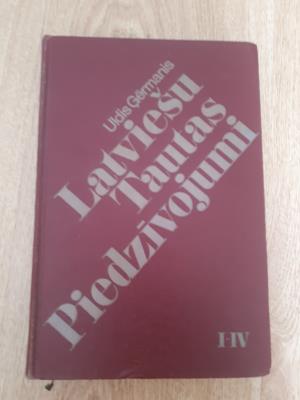 Uldis Ģērmanis
Latviešu
Tautas
Piedzīvojumi
I-IV